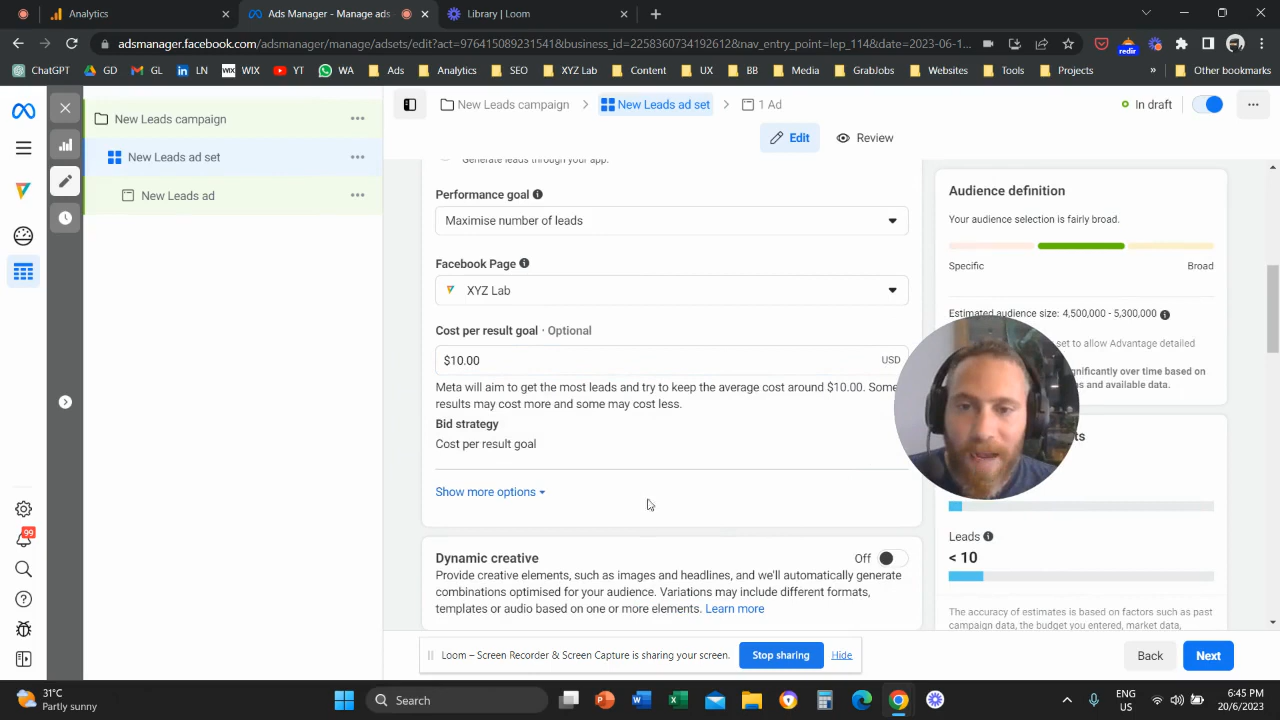 Analytics
Ads Manager - Manage ads
Library | Loom
adsmanager.facebook.com/adsmanager/manage/adsets/edit?act=976415089231541&business_id=225836073419261​2&nav_entry_point=lep_114&date=2023-06-1...
ChatGPT
GD
GL
LN
WIX
WIX
YT
WA
Ads
Analytics
SEO
XYZ Lab
Content
UX
BB
Media
GrabJobs
Websites
Tools
Projects
»
Other bookmarks
redir
New Leads campaign
New Leads ad set
New Leads ad
New Leads campaign
New Leads ad set
1 Ad
In draft
Edit
Review
Generate leads through your app.
Performance goal
Maximise number of leads
Facebook Page
XYZ Lab
Cost per result goal · Optional
$10.00
USD
Meta will aim to get the most leads and try to keep the average cost around $10.00. Some
results may cost more and some may cost less.
Bid strategy
Cost per result goal
Show more options
Dynamic creative
Off
Provide creative elements, such as images and headlines, and we'll automatically generate
combinations optimised for your audience. Variations may include different formats,
templates or audio based on one or more elements. Learn more
Audience definition
Your audience selection is fairly broad.
Specific
Broad
Estimated audience size: 4,500,000 - 5,300,000
set to allow Advantage detailed
significantly over time based on
and available data.
Leads
< 10
The accuracy of estimates is based on factors such as past
campaign data, the budget you entered, market data,
99
Loom – Screen Recorder & Screen Capture is sharing your screen.
Stop sharing
Hide
Back
Next
31°C
Partly sunny
Search
ENG
US
6:45 PM
20/6/2023